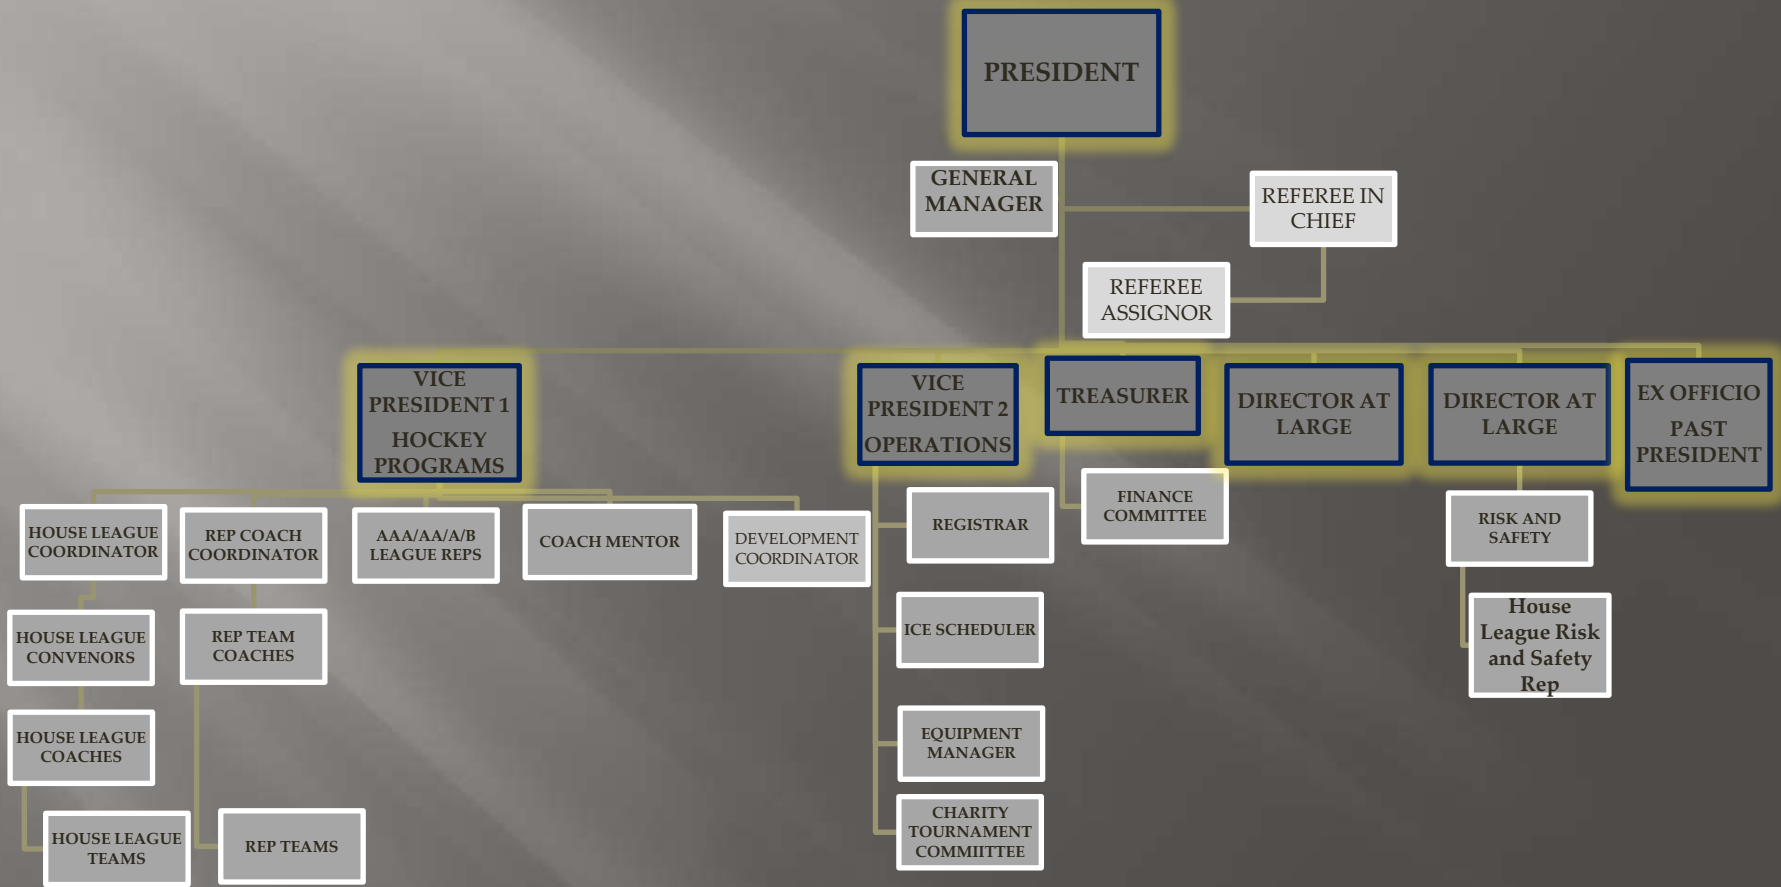 PRESIDENT
GENERAL
MANAGER
REFEREE IN
CHIEF
REFEREE
ASSIGNOR
VICE
PRESIDENT 1
HOCKEY
PROGRAMS
VICE
PRESIDENT 2
OPERATIONS
TREASURER
DIRECTOR AT
LARGE
DIRECTOR AT
LARGE
EX OFFICIO
PAST
PRESIDENT
HOUSE LEAGUE
COORDINATOR
REP COACH
COORDINATOR
AAA/AA/A/B
LEAGUE REPS
COACH MENTOR
DEVELOPMENT
COORDINATOR
REGISTRAR
FINANCE
COMMITTEE
RISK AND
SAFETY
HOUSE LEAGUE
CONVENORS
REP TEAM
COACHES
ICE SCHEDULER
House
League Risk
and Safety
Rep
HOUSE LEAGUE
COACHES
EQUIPMENT
MANAGER
HOUSE LEAGUE
TEAMS
REP TEAMS
CHARITY
TOURNAMENT
COMMIITTEE